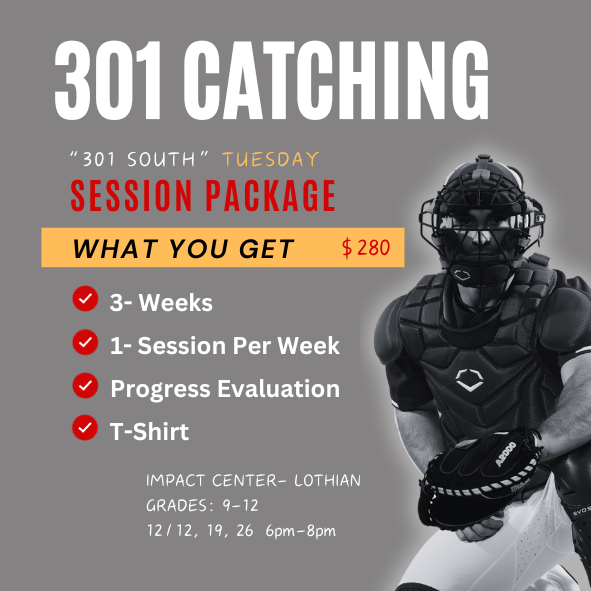 301 CATCHING
“301 SOUTH” TUESDAY
SESSION PACKAGE
WHAT YOU GET $280
3- Weeks
1- Session Per Week
Progress Evaluation
T-Shirt
IMPACT CENTER– LOTHIAN
GRADES: 9–12
12/12, 19, 26 6pm–8pm
A2000